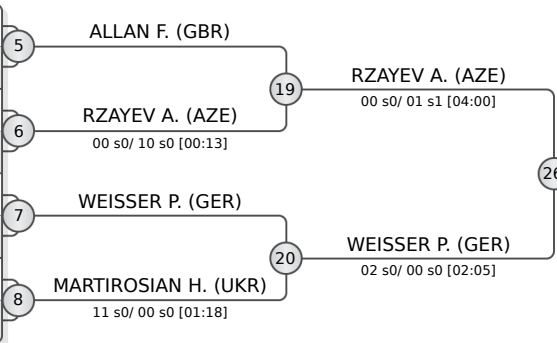 ALLAN F. (GBR)
5
19
RZAYEV A. (AZE)
00 s0/ 01 s1 [04:00]
RZAYEV A. (AZE)
6
00 s0/ 10 s0 [00:13]
26
WEISSER P. (GER)
7
WEISSER P. (GER)
20
02 s0/ 00 s0 [02:05]
MARTIROSIAN H. (UKR)
8
11 s0/ 00 s0 [01:18]